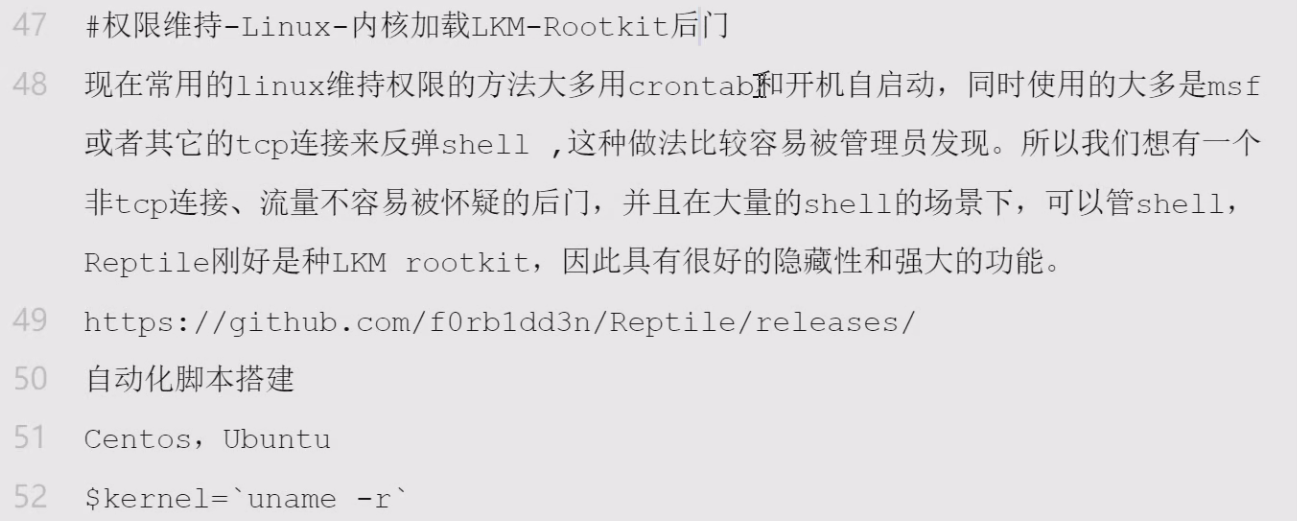 47 #权限维持-Linux-内核加载LKM-Rootkit后门
48 现在常用的linux维持权限的方法大多用crontab和开机自启动，同时使用的大多是msf
或者其它的tcp连接来反弹shell ,这种做法比较容易被管理员发现。所以我们想有一个
非tcp连接、流量不容易被怀疑的后门，并且在大量的shell的场景下，可以管shell，
Reptile刚好是种LKM rootkit，因此具有很好的隐藏性和强大的功能。
49 https://github.com/f0rb1dd3n/Reptile/releases/
50 自动化脚本搭建
51 Centos，Ubuntu
52 $kernel=`uname -r`